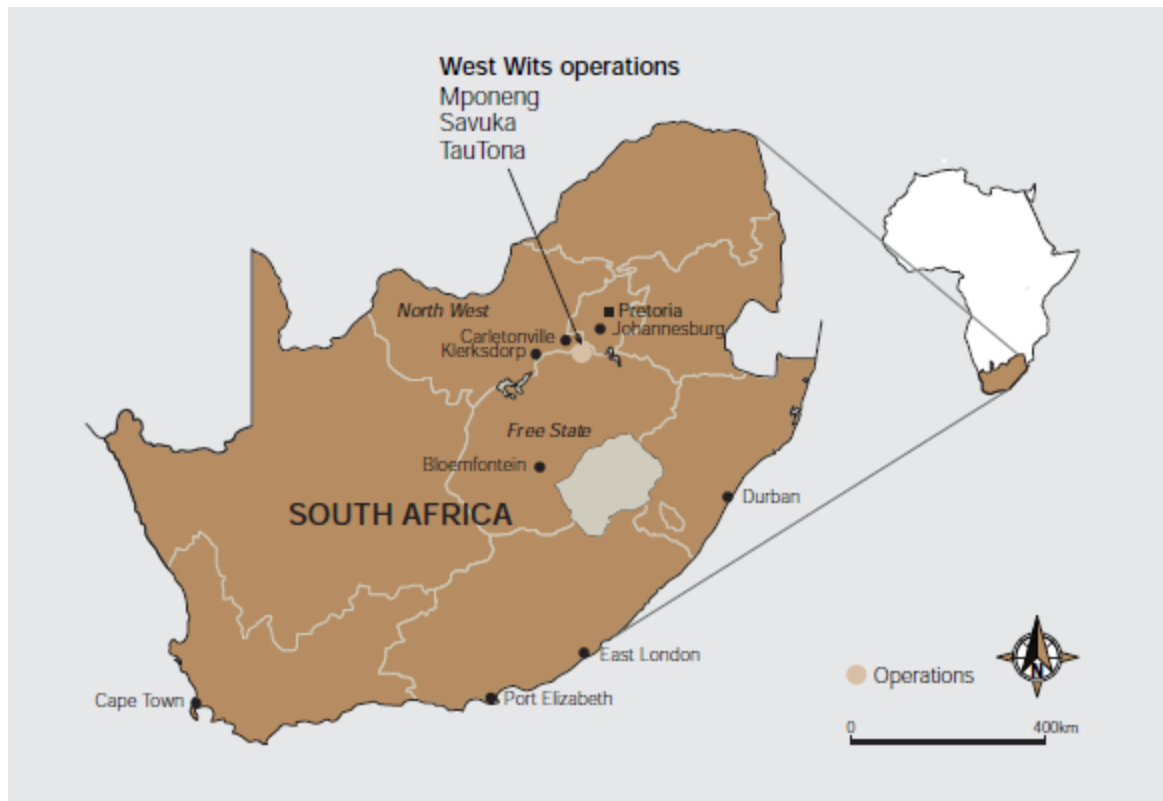 West Wits operations
Mponeng
Savuka
TauTona
North West
Pretoria
Johannesburg
Carletonville
Klerksdorp
Free State
Bloemfontein
SOUTH AFRICA
Durban
East London
Port Elizabeth
Cape Town
N
Operations
0 400km